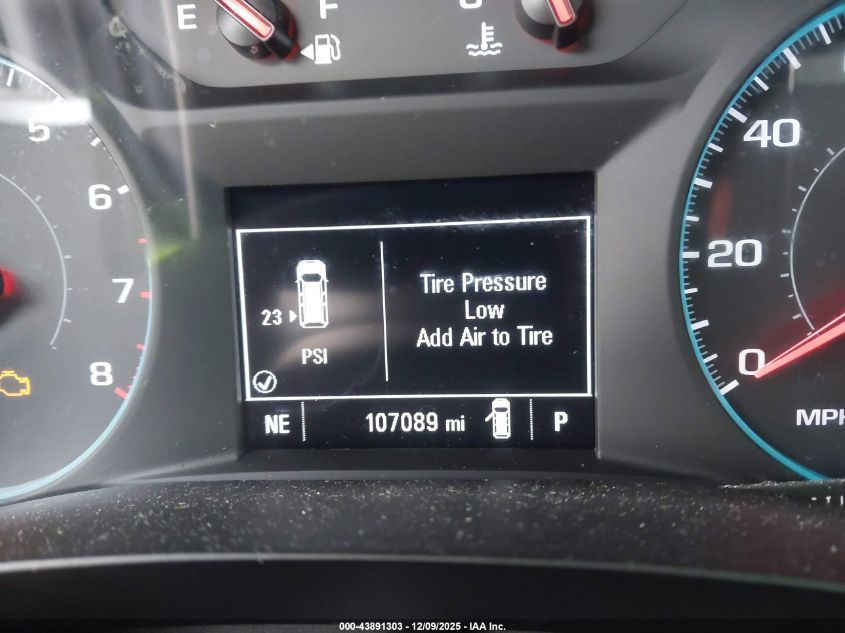 E F
5
6
7
8
40
20
0
MPH
23
PSI
Tire Pressure
Low
Add Air to Tire
NE 107089 mi P
000-43891303 - 12/09/2025 - IAA Inc.